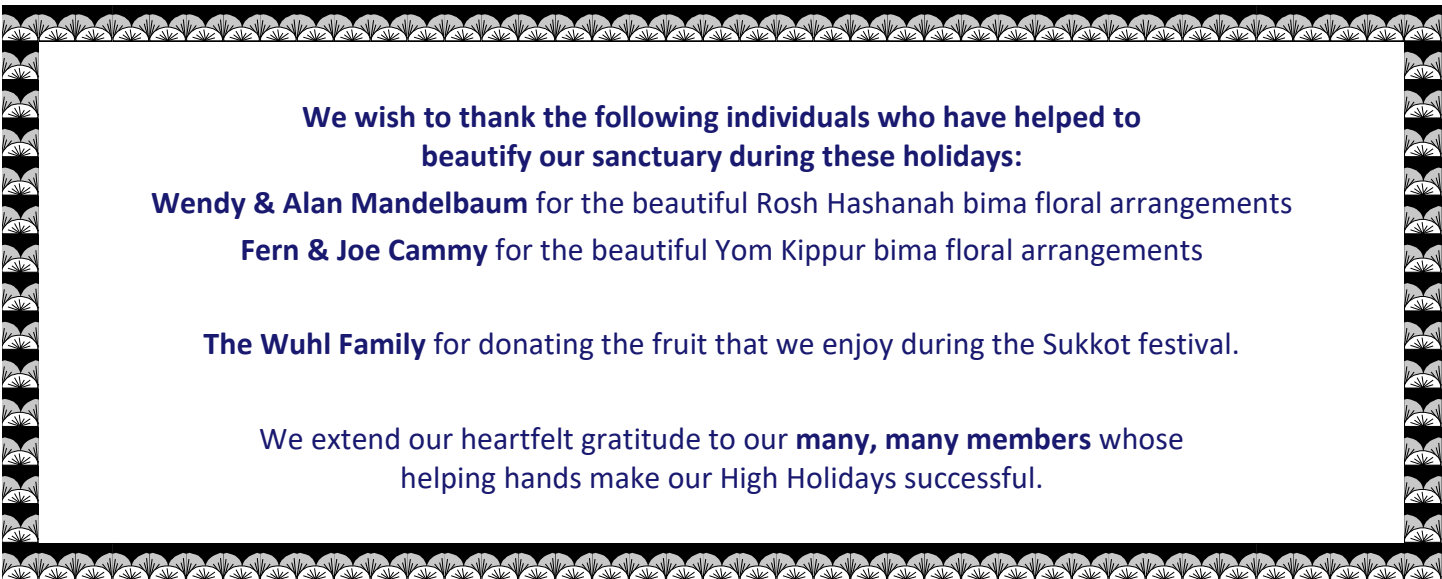 We wish to thank the following individuals who have helped to
beautify our sanctuary during these holidays:
Wendy & Alan Mandelbaum for the beautiful Rosh Hashanah bima floral arrangements
Fern & Joe Cammy for the beautiful Yom Kippur bima floral arrangements
The Wuhl Family for donating the fruit that we enjoy during the Sukkot festival.
We extend our heartfelt gratitude to our many, many members whose
helping hands make our High Holidays successful.